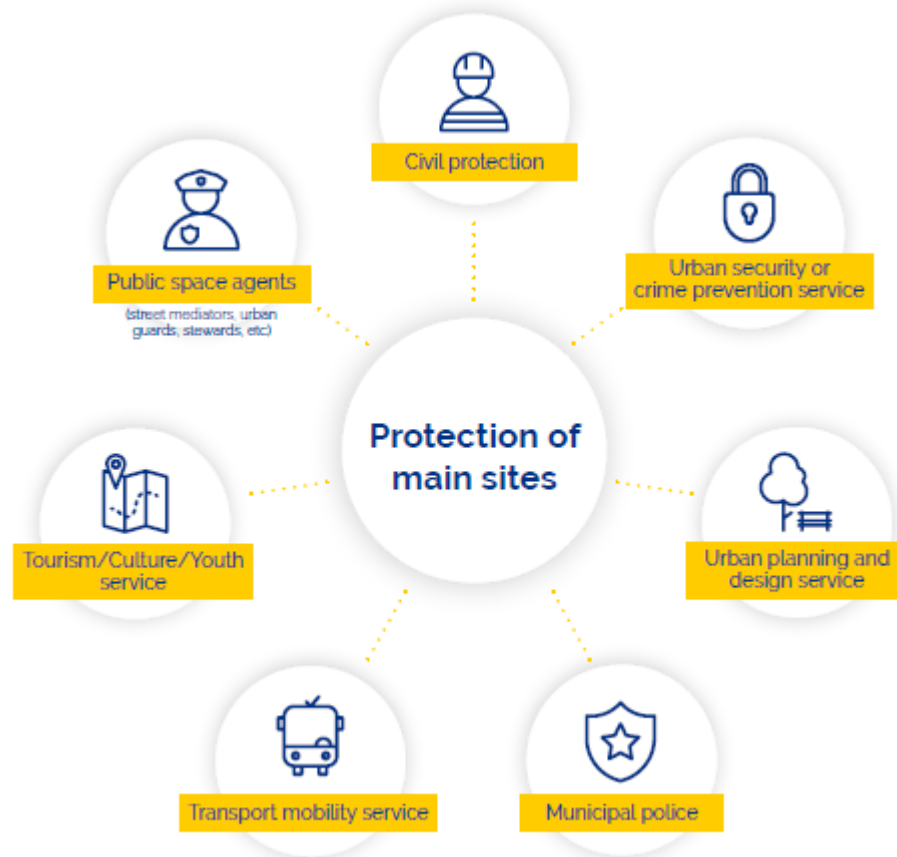 Civil protection
Public space agents
(street mediators, urban
guards, stewards, etc)
Urban security or
crime prevention service
Protection of
main sites
Tourism/Culture/Youth
service
Urban planning and
design service
Transport mobility service
Municipal police